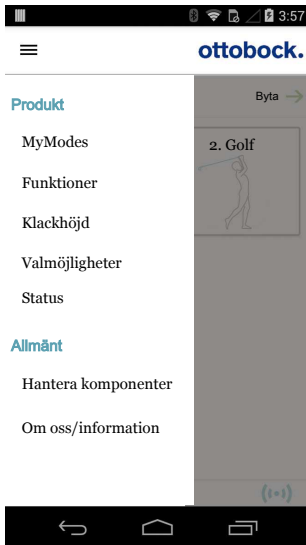 3:57
ottobock.
Produkt
Byta
MyModes
2. Golf
Funktioner
Klackhöjd
Valmöjligheter
Status
Allmänt
Hantera komponenter
Om oss/information